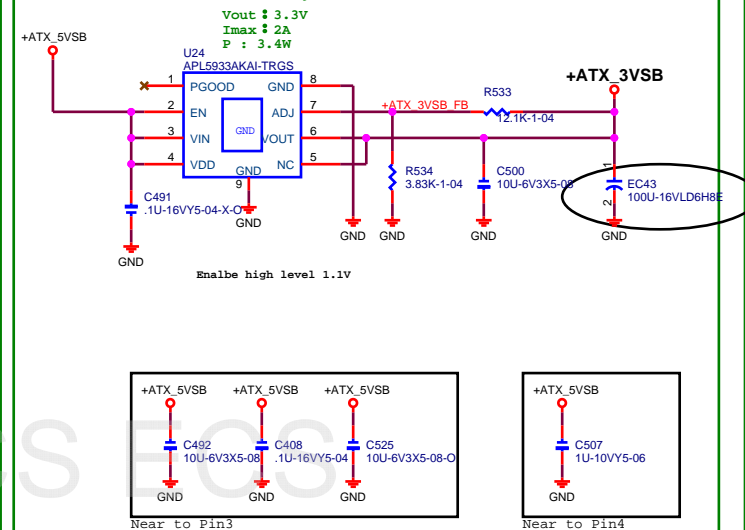 Vout : 3.3V
Imax : 2A
P : 3.4W
+ATX_5VSB
U24
APL5933AKAI-TRGS
1 PGOOD GND 8
2 EN ADJ 7
3 VIN VOUT 6
4 VDD NC 5
GND
GND
9
GND
+ATX_3VSB_FB
R533
12.1K-1-04
+ATX_3VSB
R534
3.83K-1-04
C500
10U-6V3X5-08
1
EC43
100U-16VLD6H8E
2
C491
.1U-16VY5-04-X-O
GND
GND
GND
GND
GND
GND
Enalbe high level 1.1V
+ATX_5VSB
+ATX_5VSB
+ATX_5VSB
+ATX_5VSB
C492
10U-6V3X5-08
C408
.1U-16VY5-04
C525
10U-6V3X5-08-O
C507
1U-10VY5-06
GND
GND
GND
GND
CS ECS
Near to Pin3
Near to Pin4